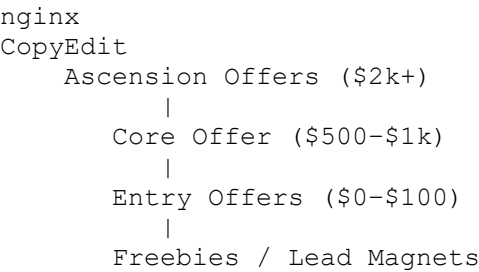 nginx
CopyEdit
Ascension Offers ($2k+)
|
Core Offer ($500–$1k)
|
Entry Offers ($0–$100)
|
Freebies / Lead Magnets